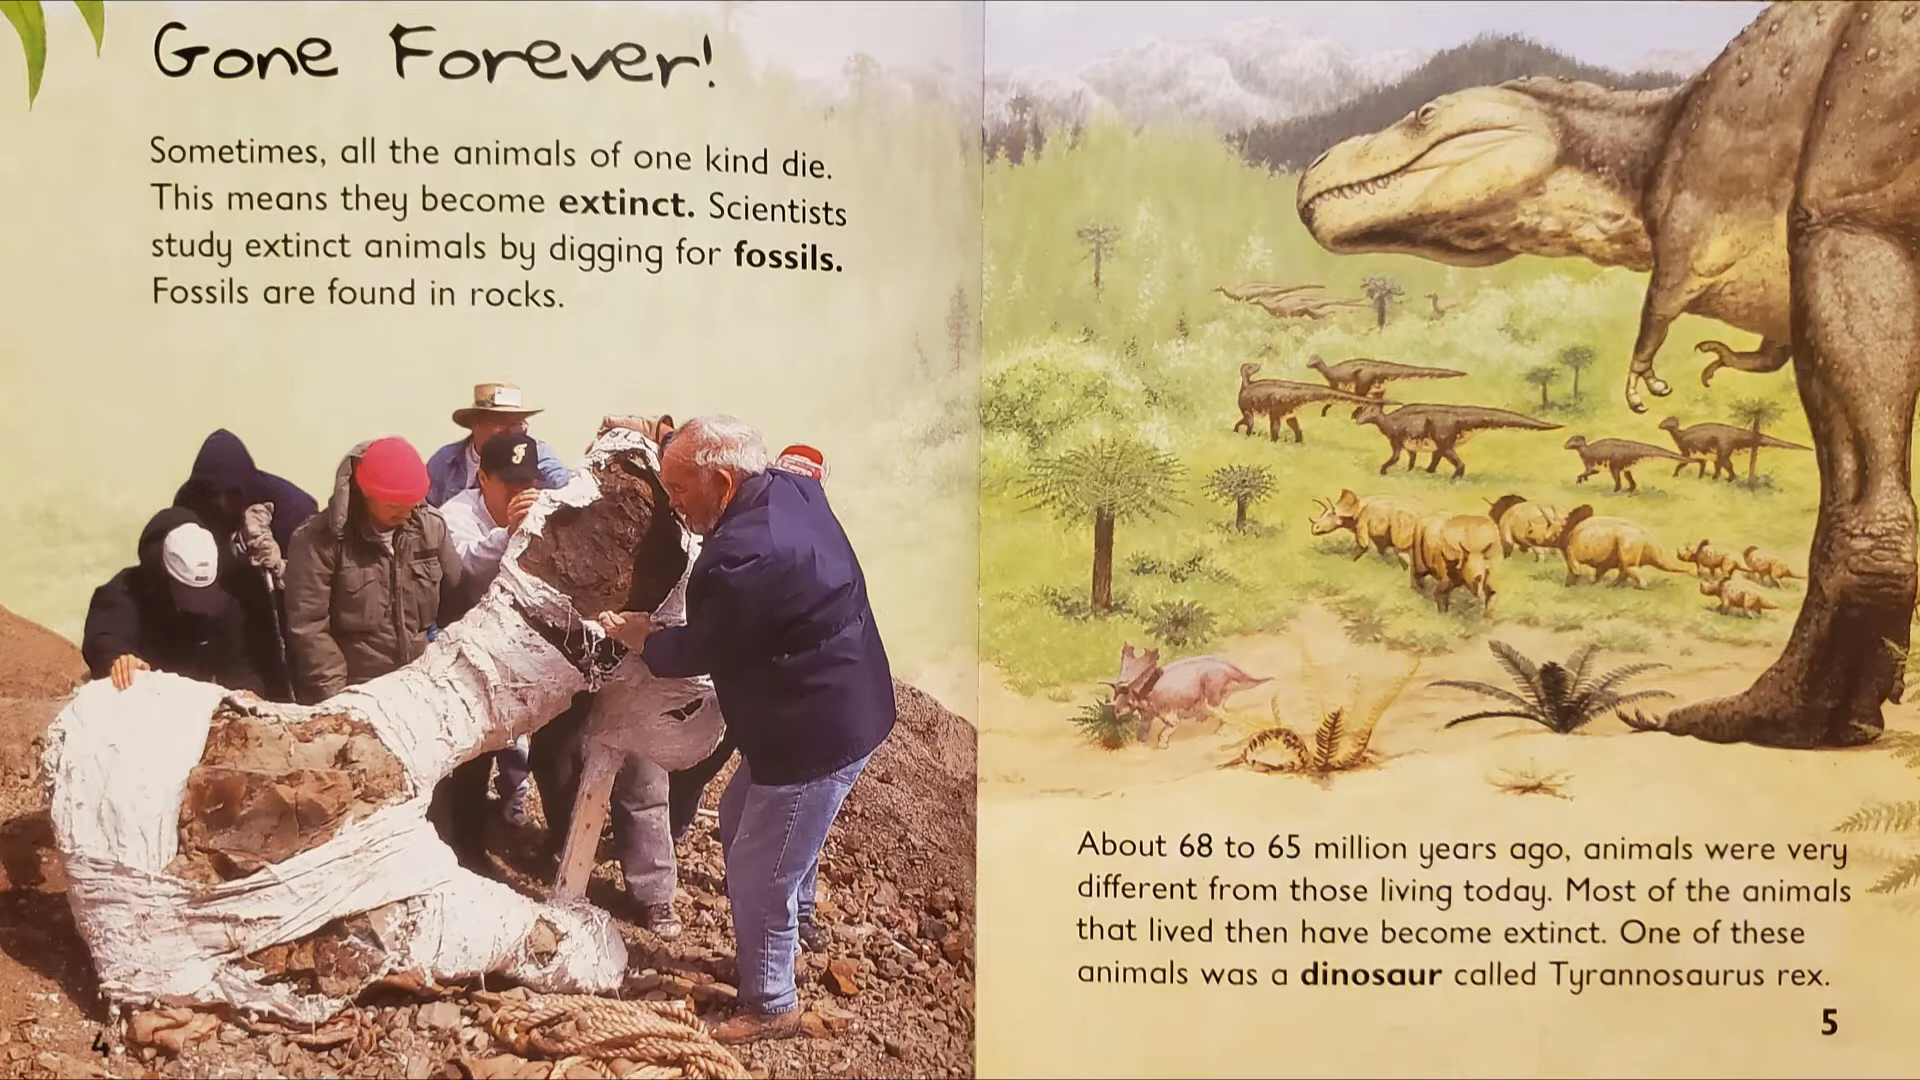 Gone Forever!
Sometimes, all the animals of one kind die.
This means they become extinct. Scientists
study extinct animals by digging for fossils.
Fossils are found in rocks.
F
4
About 68 to 65 million years ago, animals were very
different from those living today. Most of the animals
that lived then have become extinct. One of these
animals was a dinosaur called Tyrannosaurus rex.
5